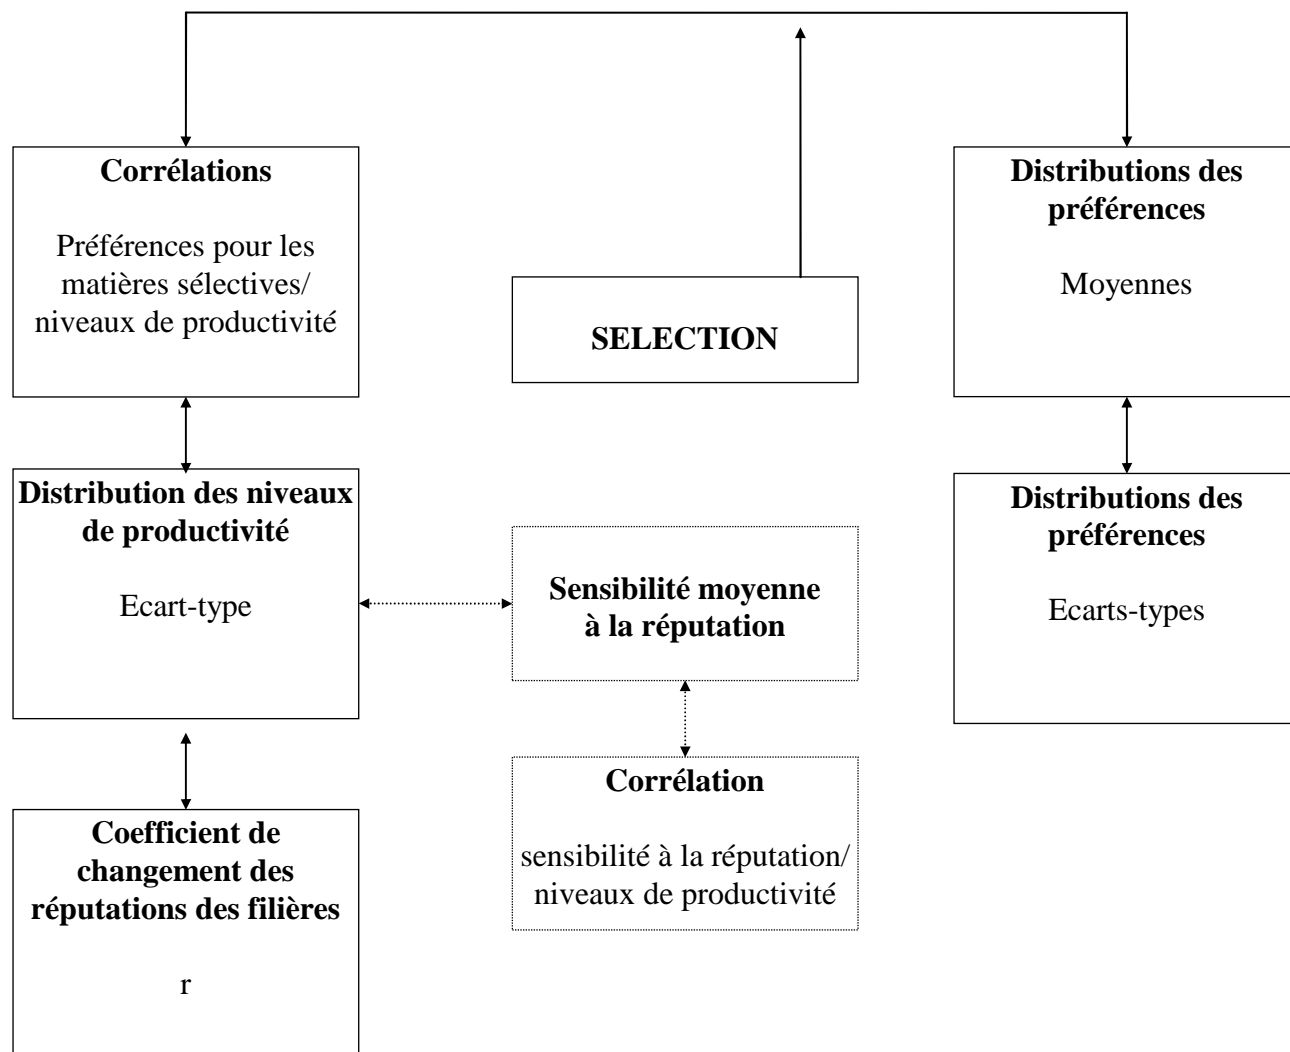 Corrélations
Préférences pour les
matières sélectives/
niveaux de productivité
Distributions des
préférences
Moyennes
SELECTION
Distribution des niveaux
de productivité
Ecart-type
Sensibilité moyenne
à la réputation
Distributions des
préférences
Ecarts-types
Corrélation
sensibilité à la réputation/
niveaux de productivité
Coefficient de
changement des
réputations des filières
r